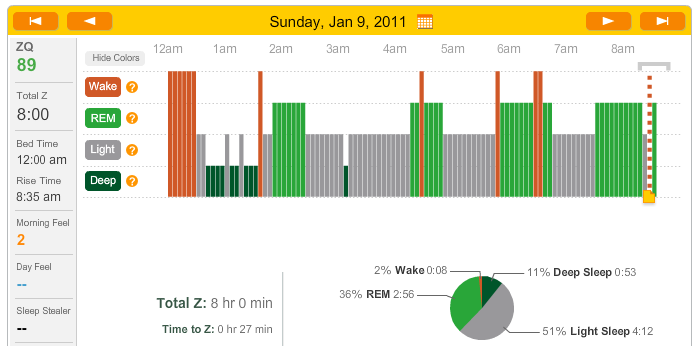 Sunday, Jan 9, 2011
ZQ
89
Total Z
8:00
Bed Time
12:00 am
Rise Time
8:35 am
Morning Feel
2
Day Feel
--
Sleep Stealer
--
Hide Colors
12am 1am 2am 3am 4am 5am 6am 7am 8am
Wake ?
REM ?
Light ?
Deep ?
2% Wake 0:08
11% Deep Sleep 0:53
36% REM 2:56
51% Light Sleep 4:12
Total Z: 8 hr 0 min
Time to Z: 0 hr 27 min